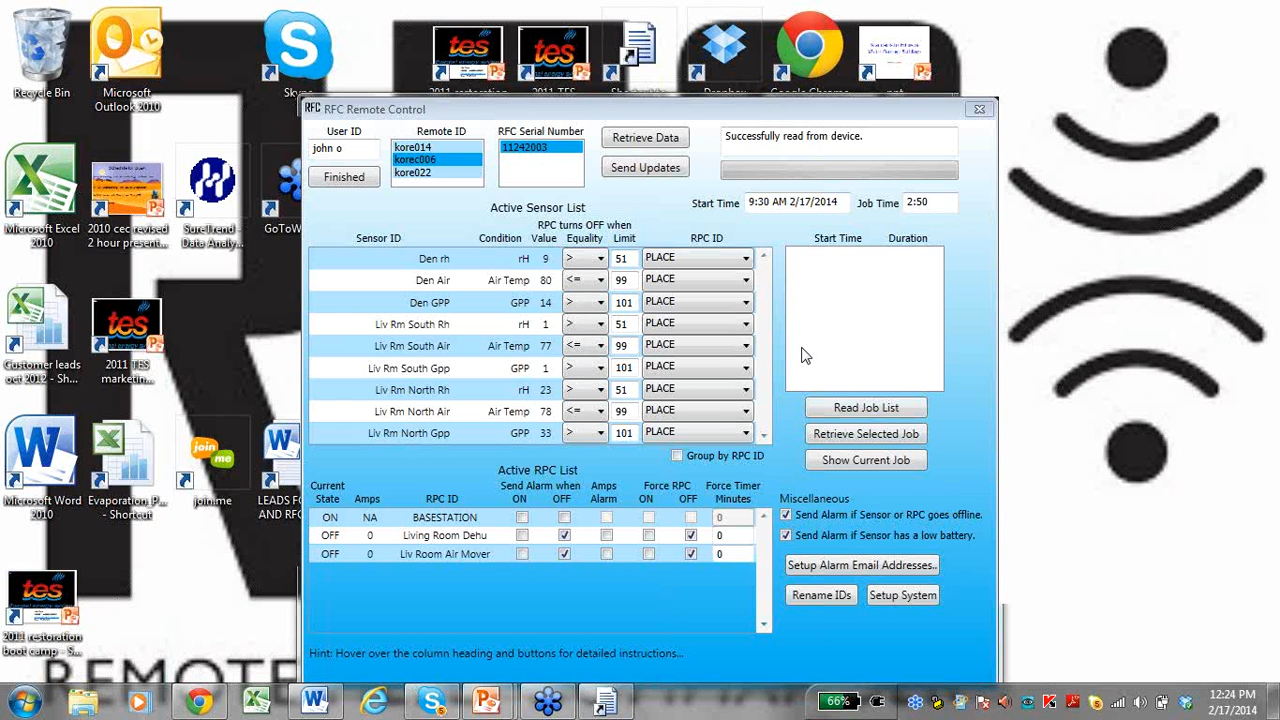 Recycle Bin
Microsoft Outlook 2010
Skype
2011 restoration
2011 TES
Dropbox
Google Chrome
RFC RFC Remote Control
User ID
Remote ID
RFC Serial Number
john o
kore014
korec006
kore022
11242003
Finished
Retrieve Data
Send Updates
Successfully read from device.
Start Time 9:30 AM 2/17/2014 Job Time 2:50
Active Sensor List
RPC turns OFF when
Sensor ID Condition Value Equality Limit RPC ID
Den rh rH 9 > 51 PLACE
Den Air Air Temp 80 <= 99 PLACE
Den GPP GPP 14 > 101 PLACE
Liv Rm South Rh rH 1 > 51 PLACE
Liv Rm South Air Air Temp 77 <= 99 PLACE
Liv Rm South Gpp GPP 1 > 101 PLACE
Liv Rm North Rh rH 23 > 51 PLACE
Liv Rm North Air Air Temp 78 <= 99 PLACE
Liv Rm North Gpp GPP 33 > 101 PLACE
Group by RPC ID
Start Time Duration
Read Job List
Retrieve Selected Job
Show Current Job
Active RPC List
Current State Amps RPC ID Send Alarm when ON OFF Amps Alarm Force RPC ON OFF Force Timer Minutes
ON NA BASESTATION 0
OFF 0 Living Room Dehu 0
OFF 0 Liv Room Air Mover 0
Miscellaneous
Send Alarm if Sensor or RPC goes offline.
Send Alarm if Sensor has a low battery.
Setup Alarm Email Addresses..
Rename IDs
Setup System
Hint: Hover over the column heading and buttons for detailed instructions...
Microsoft Excel 2010
2010 cec revised 2 hour present...
SureTrend - Data Analy...
GoToW
Customer leads oct 2012 - Sh...
2011 TES marketin...
Microsoft Word 2010
Evaporation_P... - Shortcut
join.me
LEADS FO
AND RFC
2011 restoration boot camp - S...
REMOTE
66%
12:24 PM
2/17/2014